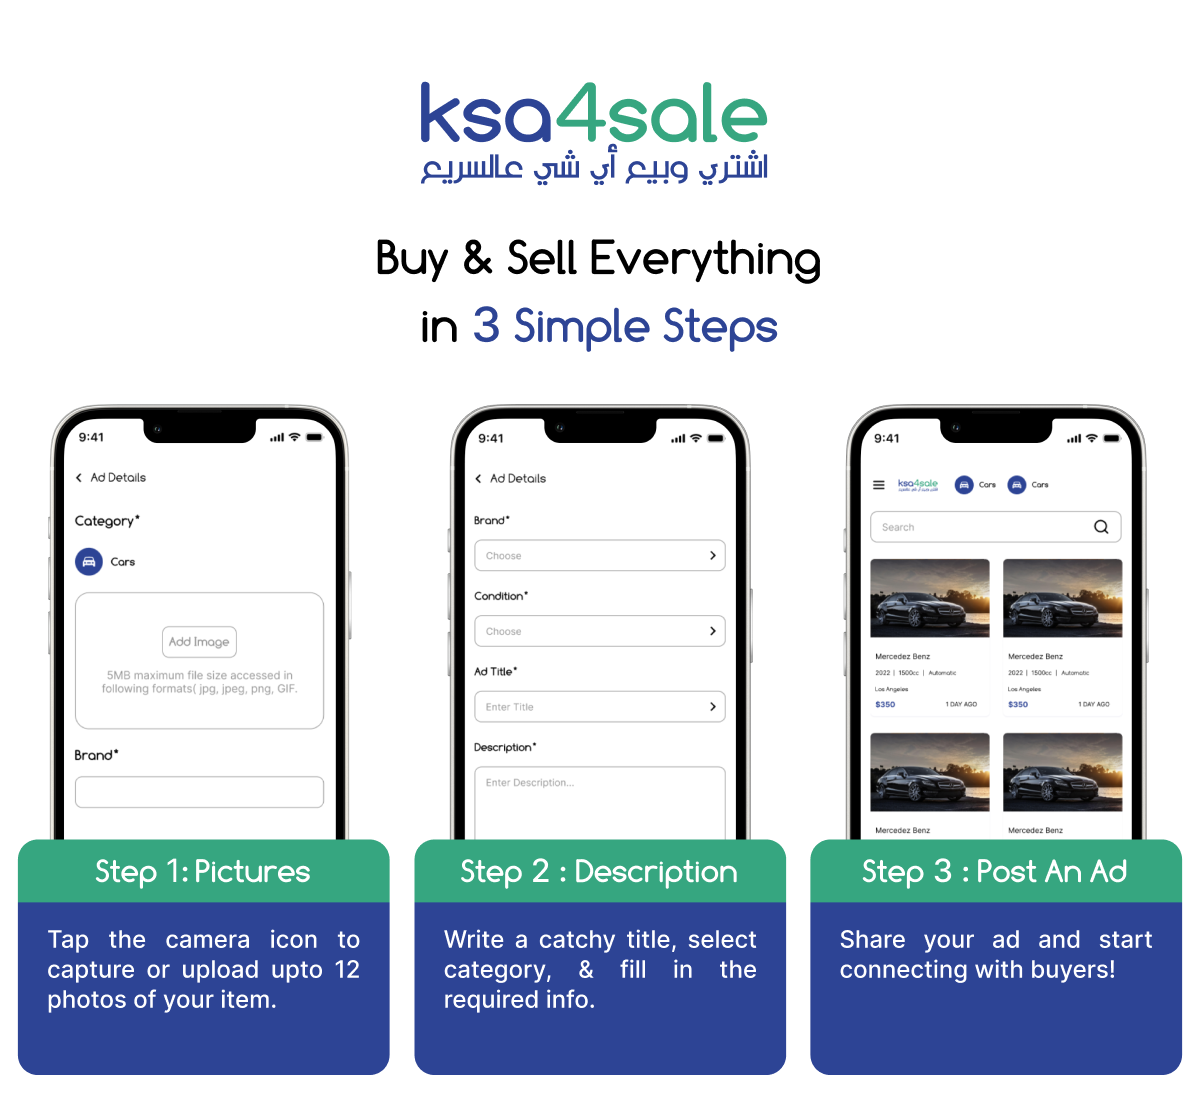 ksa4sale
اشتري وبيع أي شي عالسريع
Buy & Sell Everything
in 3 Simple Steps
9:41
Ad Details
Category*
Cars
Add Image
5MB maximum file size accessed in
following formats( jpg, jpeg, png, GIF.
Brand*
Step 1: Pictures
Tap the camera icon to
capture or upload upto 12
photos of your item.
9:41
Ad Details
Brand*
Choose
Condition*
Choose
Ad Title*
Enter Title
Description*
Enter Description...
Step 2 : Description
Write a catchy title, select
category, & fill in the
required info.
9:41
ksa4sale
اشتري وبيع أي شي عالسريع
Cars
Cars
Search
Mercedez Benz
2022 | 1500cc | Automatic
Los Angeles
$350 1 DAY AGO
Mercedez Benz
2022 | 1500cc | Automatic
Los Angeles
$350 1 DAY AGO
Mercedez Benz
Mercedez Benz
Step 3 : Post An Ad
Share your ad and start
connecting with buyers!